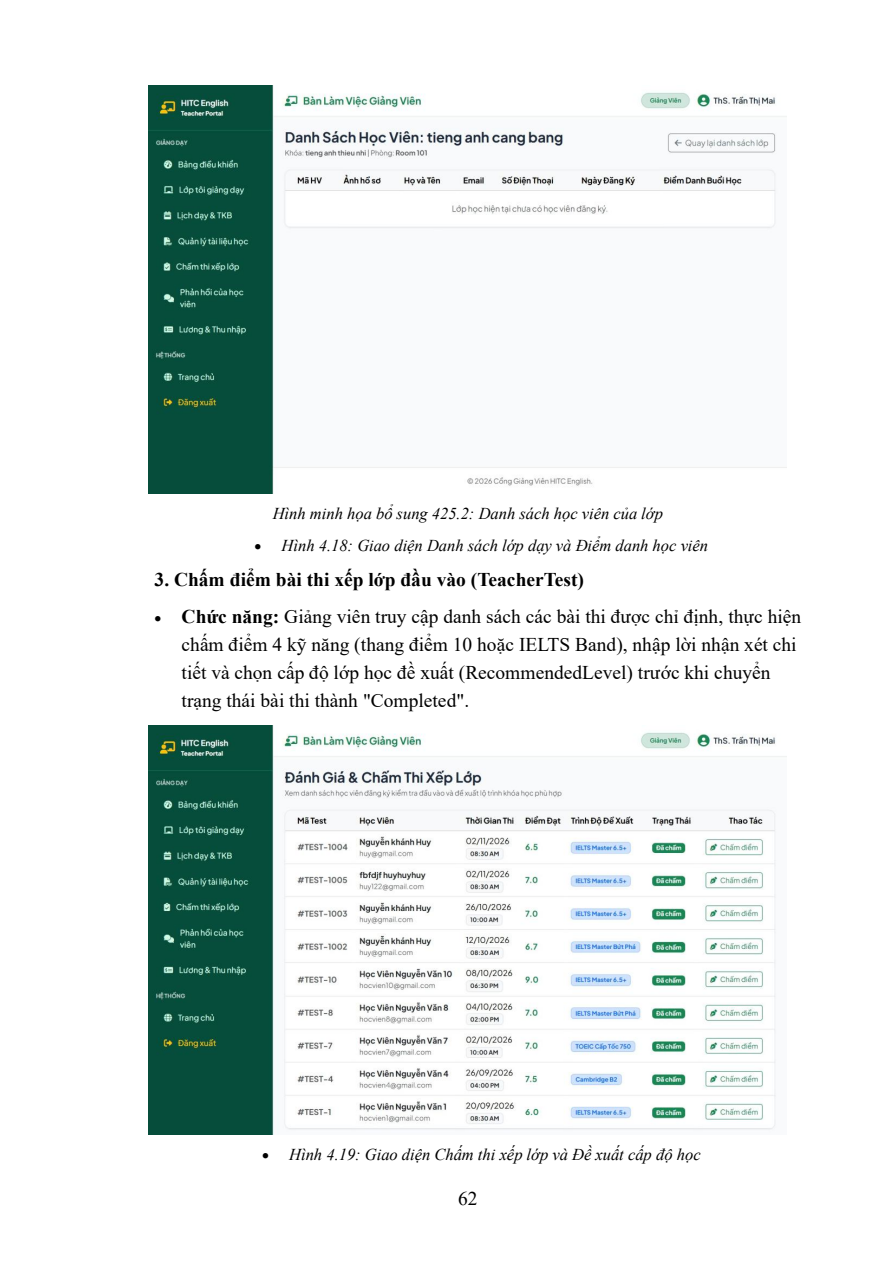 HITC English
Teacher Portal
GIẢNG DẠY
Bảng điều khiển
Lớp tôi giảng dạy
Lịch dạy & TKB
Quản lý tài liệu học
Chấm thi xếp lớp
Phản hồi của học
viên
Lương & Thu nhập
HỆ THỐNG
Trang chủ
Đăng xuất
Bàn Làm Việc Giảng Viên
Giảng Viên ThS. Trần Thị Mai
Danh Sách Học Viên: tieng anh cang bang
Khóa: tieng anh thieu nhi | Phòng: Room 101
← Quay lại danh sách lớp
Mã HV Ảnh hồ sơ Họ và Tên Email Số Điện Thoại Ngày Đăng Ký Điểm Danh Buổi Học
Lớp học hiện tại chưa có học viên đăng ký.
© 2026 Cổng Giảng Viên HITC English.
Hình minh họa bổ sung 425.2: Danh sách học viên của lớp
• Hình 4.18: Giao diện Danh sách lớp dạy và Điểm danh học viên
3. Chấm điểm bài thi xếp lớp đầu vào (TeacherTest)
• Chức năng: Giảng viên truy cập danh sách các bài thi được chỉ định, thực hiện
chấm điểm 4 kỹ năng (thang điểm 10 hoặc IELTS Band), nhập lời nhận xét chi
tiết và chọn cấp độ lớp học đề xuất (RecommendedLevel) trước khi chuyển
trạng thái bài thi thành "Completed".
HITC English
Teacher Portal
GIẢNG DẠY
Bảng điều khiển
Lớp tôi giảng dạy
Lịch dạy & TKB
Quản lý tài liệu học
Chấm thi xếp lớp
Phản hồi của học
viên
Lương & Thu nhập
HỆ THỐNG
Trang chủ
Đăng xuất
Bàn Làm Việc Giảng Viên
Giảng Viên ThS. Trần Thị Mai
Đánh Giá & Chấm Thi Xếp Lớp
Xem danh sách học viên đăng ký kiểm tra đầu vào và đề xuất lộ trình khóa học phù hợp
Mã Test Học Viên Thời Gian Thi Điểm Đạt Trình Độ Đề Xuất Trạng Thái Thao Tác
#TEST-1004 Nguyễn khánh Huy 02/11/2026 6.5 IELTS Master 6.5+ Đã chấm Chấm điểm
huy@gmail.com 08:30 AM
#TEST-1005 fbfdjf huyhuyhuy 02/11/2026 7.0 IELTS Master 6.5+ Đã chấm Chấm điểm
huy122@gmail.com 08:30 AM
#TEST-1003 Nguyễn khánh Huy 26/10/2026 7.0 IELTS Master 6.5+ Đã chấm Chấm điểm
huy@gmail.com 10:00 AM
#TEST-1002 Nguyễn khánh Huy 12/10/2026 6.7 IELTS Master Bứt Phá Đã chấm Chấm điểm
huy@gmail.com 08:30 AM
#TEST-10 Học Viên Nguyễn Văn 10 08/10/2026 9.0 IELTS Master 6.5+ Đã chấm Chấm điểm
hocvien10@gmail.com 06:30 PM
#TEST-8 Học Viên Nguyễn Văn 8 04/10/2026 7.0 IELTS Master Bứt Phá Đã chấm Chấm điểm
hocvien8@gmail.com 02:00 PM
#TEST-7 Học Viên Nguyễn Văn 7 02/10/2026 7.0 TOEIC Cấp Tốc 750 Đã chấm Chấm điểm
hocvien7@gmail.com 10:00 AM
#TEST-4 Học Viên Nguyễn Văn 4 26/09/2026 7.5 Cambridge B2 Đã chấm Chấm điểm
hocvien4@gmail.com 04:00 PM
#TEST-1 Học Viên Nguyễn Văn 1 20/09/2026 6.0 IELTS Master 6.5+ Đã chấm Chấm điểm
hocvien1@gmail.com 08:30 AM
• Hình 4.19: Giao diện Chấm thi xếp lớp và Đề xuất cấp độ học
62